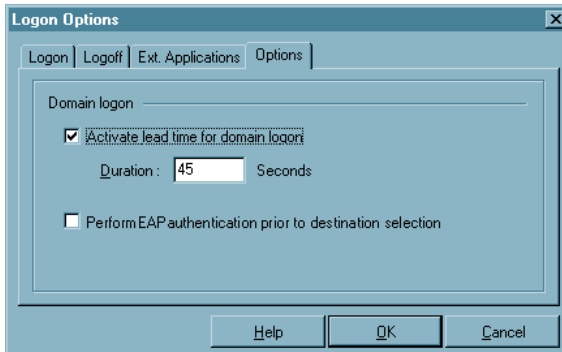 Logon Options
Logon Logoff Ext. Applications Options
Domain logon
Activate lead time for domain logon
Duration : 45 Seconds
Perform EAP authentication prior to destination selection
Help OK Cancel